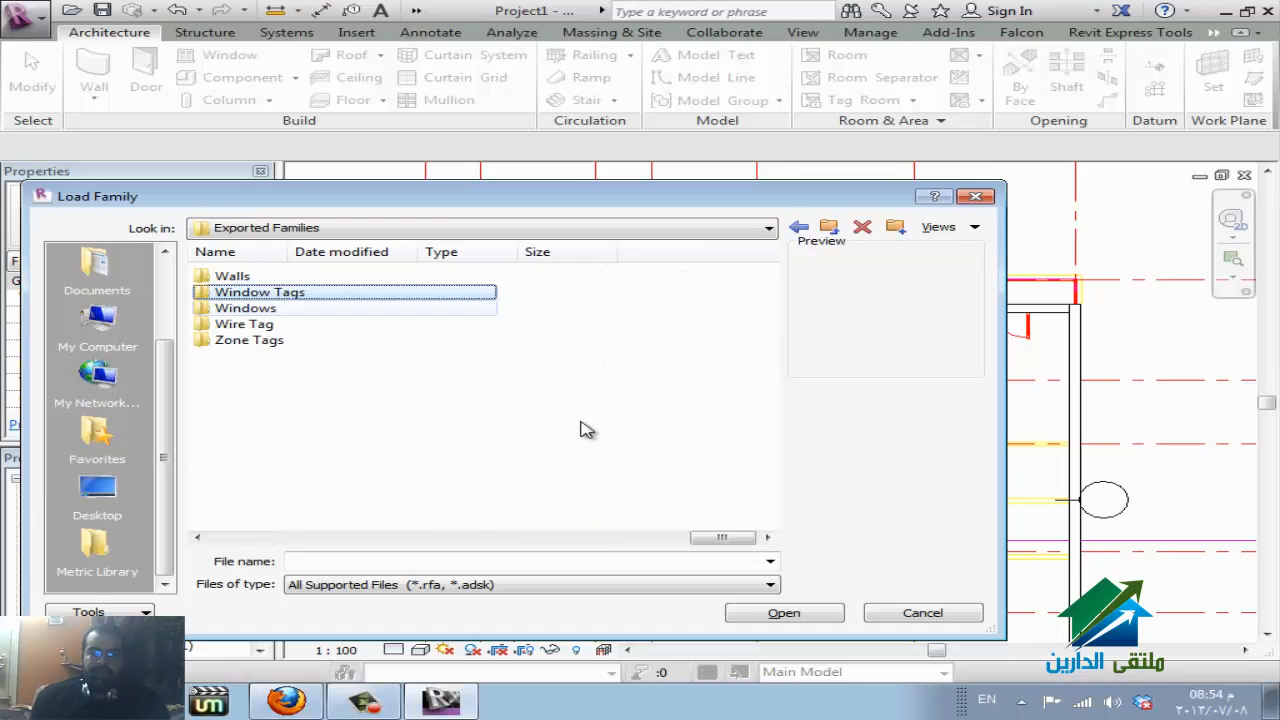 Project1 - ...
Type a keyword or phrase
Sign In
Architecture
Structure
Systems
Insert
Annotate
Analyze
Massing & Site
Collaborate
View
Manage
Add-Ins
Falcon
Revit Express Tools
Modify
Wall
Door
Window
Component
Column
Roof
Floor
Curtain System
Curtain Grid
Mullion
Railing
Ramp
Stair
Model Text
Model Line
Model Group
Room
Room Separator
Tag Room
By Face
Shaft
Set
Select
Build
Circulation
Model
Room & Area
Opening
Datum
Work Plane
Properties
Load Family
Look in:
Exported Families
Views
Preview
Name
Date modified
Type
Size
Walls
Window Tags
Windows
Wire Tag
Zone Tags
Documents
My Computer
My Network...
Favorites
Desktop
Metric Library
File name:
Files of type:
All Supported Files (*.rfa, *.adsk)
Tools
Open
Cancel
1 : 100
:0
Main Model
ملتقى الدارين
EN
08:54 م
٢٠١٣/٠٧/٠٨